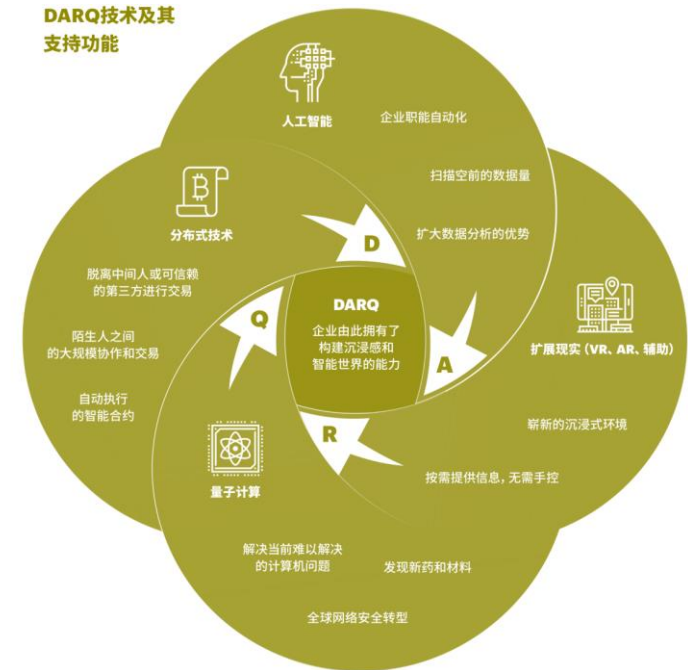 DARQ技术及其
支持功能
人工智能
企业职能自动化
扫描空前的数据量
扩大数据分析的优势
分布式技术
脱离中间人或可信赖
的第三方进行交易
陌生人之间
的大规模协作和交易
自动执行
的智能合约
D
Q
A
R
DARQ
企业由此拥有了
构建沉浸感和
智能世界的能力
扩展现实（VR、AR、辅助）
崭新的沉浸式环境
按需提供信息，无需手控
量子计算
解决当前难以解决
的计算机问题
发现新药和材料
全球网络安全转型